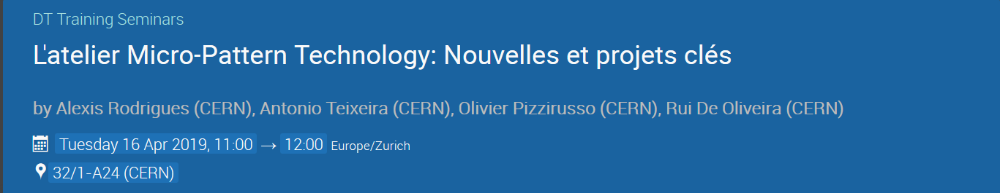 DT Training Seminars
L'atelier Micro-Pattern Technology: Nouvelles et projets clés
by Alexis Rodrigues (CERN), Antonio Teixeira (CERN), Olivier Pizzirusso (CERN), Rui De Oliveira (CERN)
Tuesday 16 Apr 2019, 11:00 → 12:00 Europe/Zurich
32/1-A24 (CERN)